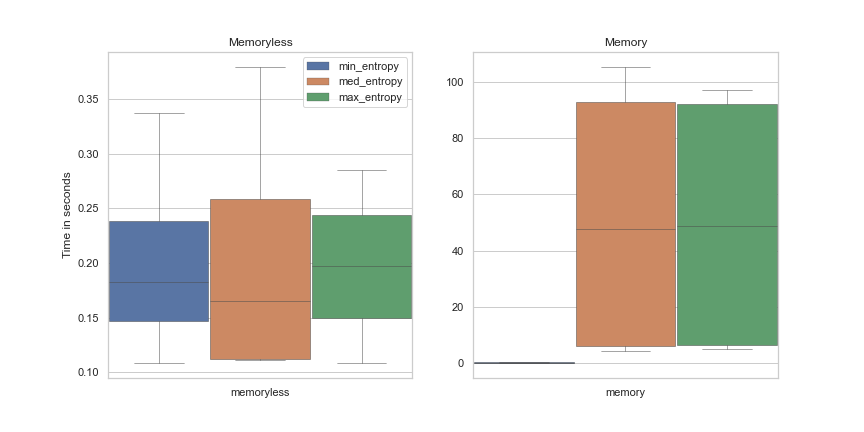 Memoryless
min_entropy
med_entropy
max_entropy
Time in seconds
0.35
0.30
0.25
0.20
0.15
0.10
memoryless
Memory
100
80
60
40
20
0
memory